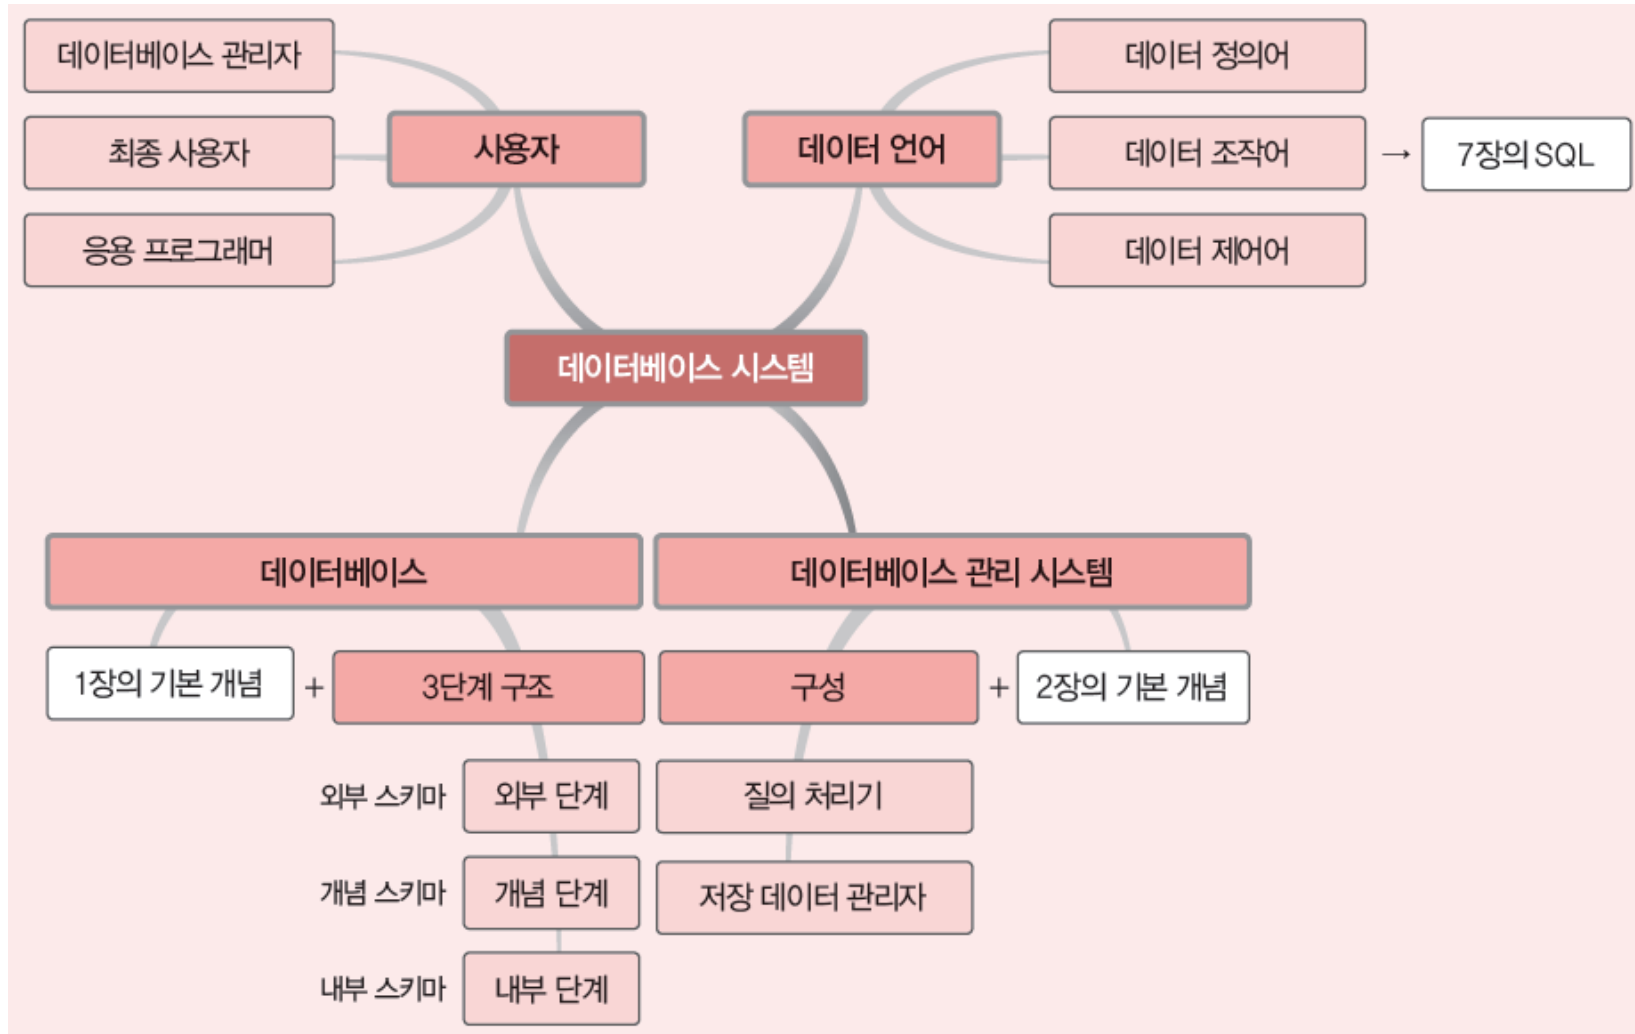 데이터베이스 관리자
최종 사용자
응용 프로그래머
사용자
데이터 언어
데이터 정의어
데이터 조작어
→
7장의 SQL
데이터 제어어
데이터베이스 시스템
데이터베이스
데이터베이스 관리 시스템
1장의 기본 개념
+
3단계 구조
구성
+
2장의 기본 개념
외부 스키마
외부 단계
질의 처리기
개념 스키마
개념 단계
저장 데이터 관리자
내부 스키마
내부 단계